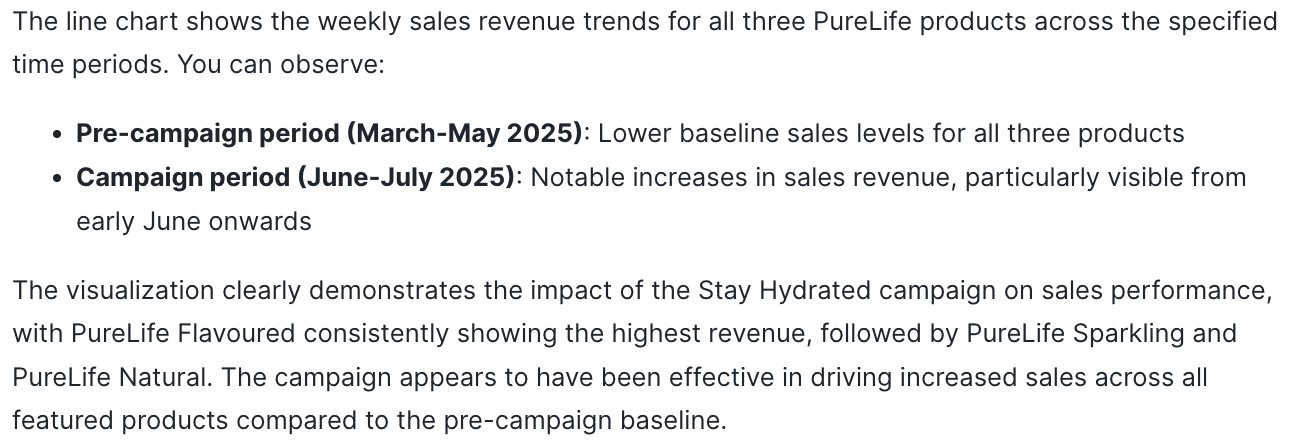 The line chart shows the weekly sales revenue trends for all three PureLife products across the specified
time periods. You can observe:
• Pre-campaign period (March-May 2025): Lower baseline sales levels for all three products
• Campaign period (June-July 2025): Notable increases in sales revenue, particularly visible from
early June onwards
The visualization clearly demonstrates the impact of the Stay Hydrated campaign on sales performance,
with PureLife Flavoured consistently showing the highest revenue, followed by PureLife Sparkling and
PureLife Natural. The campaign appears to have been effective in driving increased sales across all
featured products compared to the pre-campaign baseline.